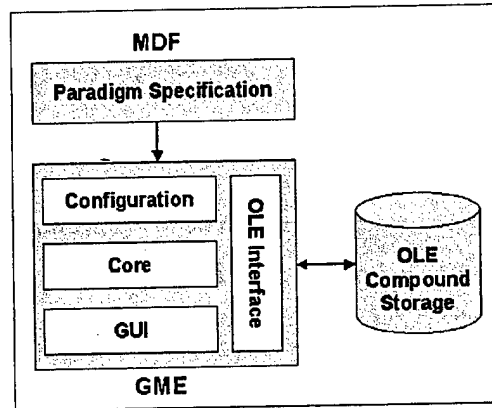 MDF
Paradigm Specification
Configuration
Core
GUI
OLE Interface
GME
OLE
Compound
Storage